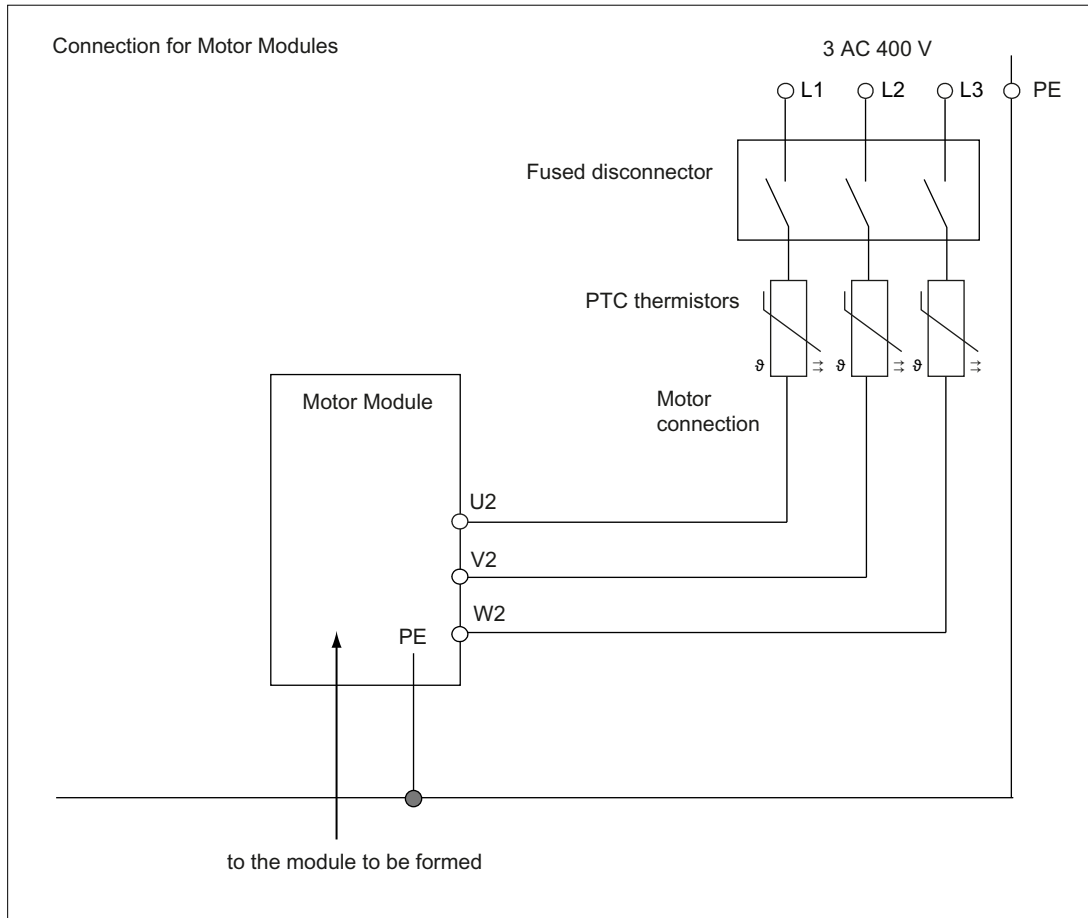 Connection for Motor Modules
3 AC 400 V
L1
L2
L3
PE
Fused disconnector
PTC thermistors
ϑ
ϑ
ϑ
Motor Module
Motor
connection
U2
V2
W2
PE
to the module to be formed